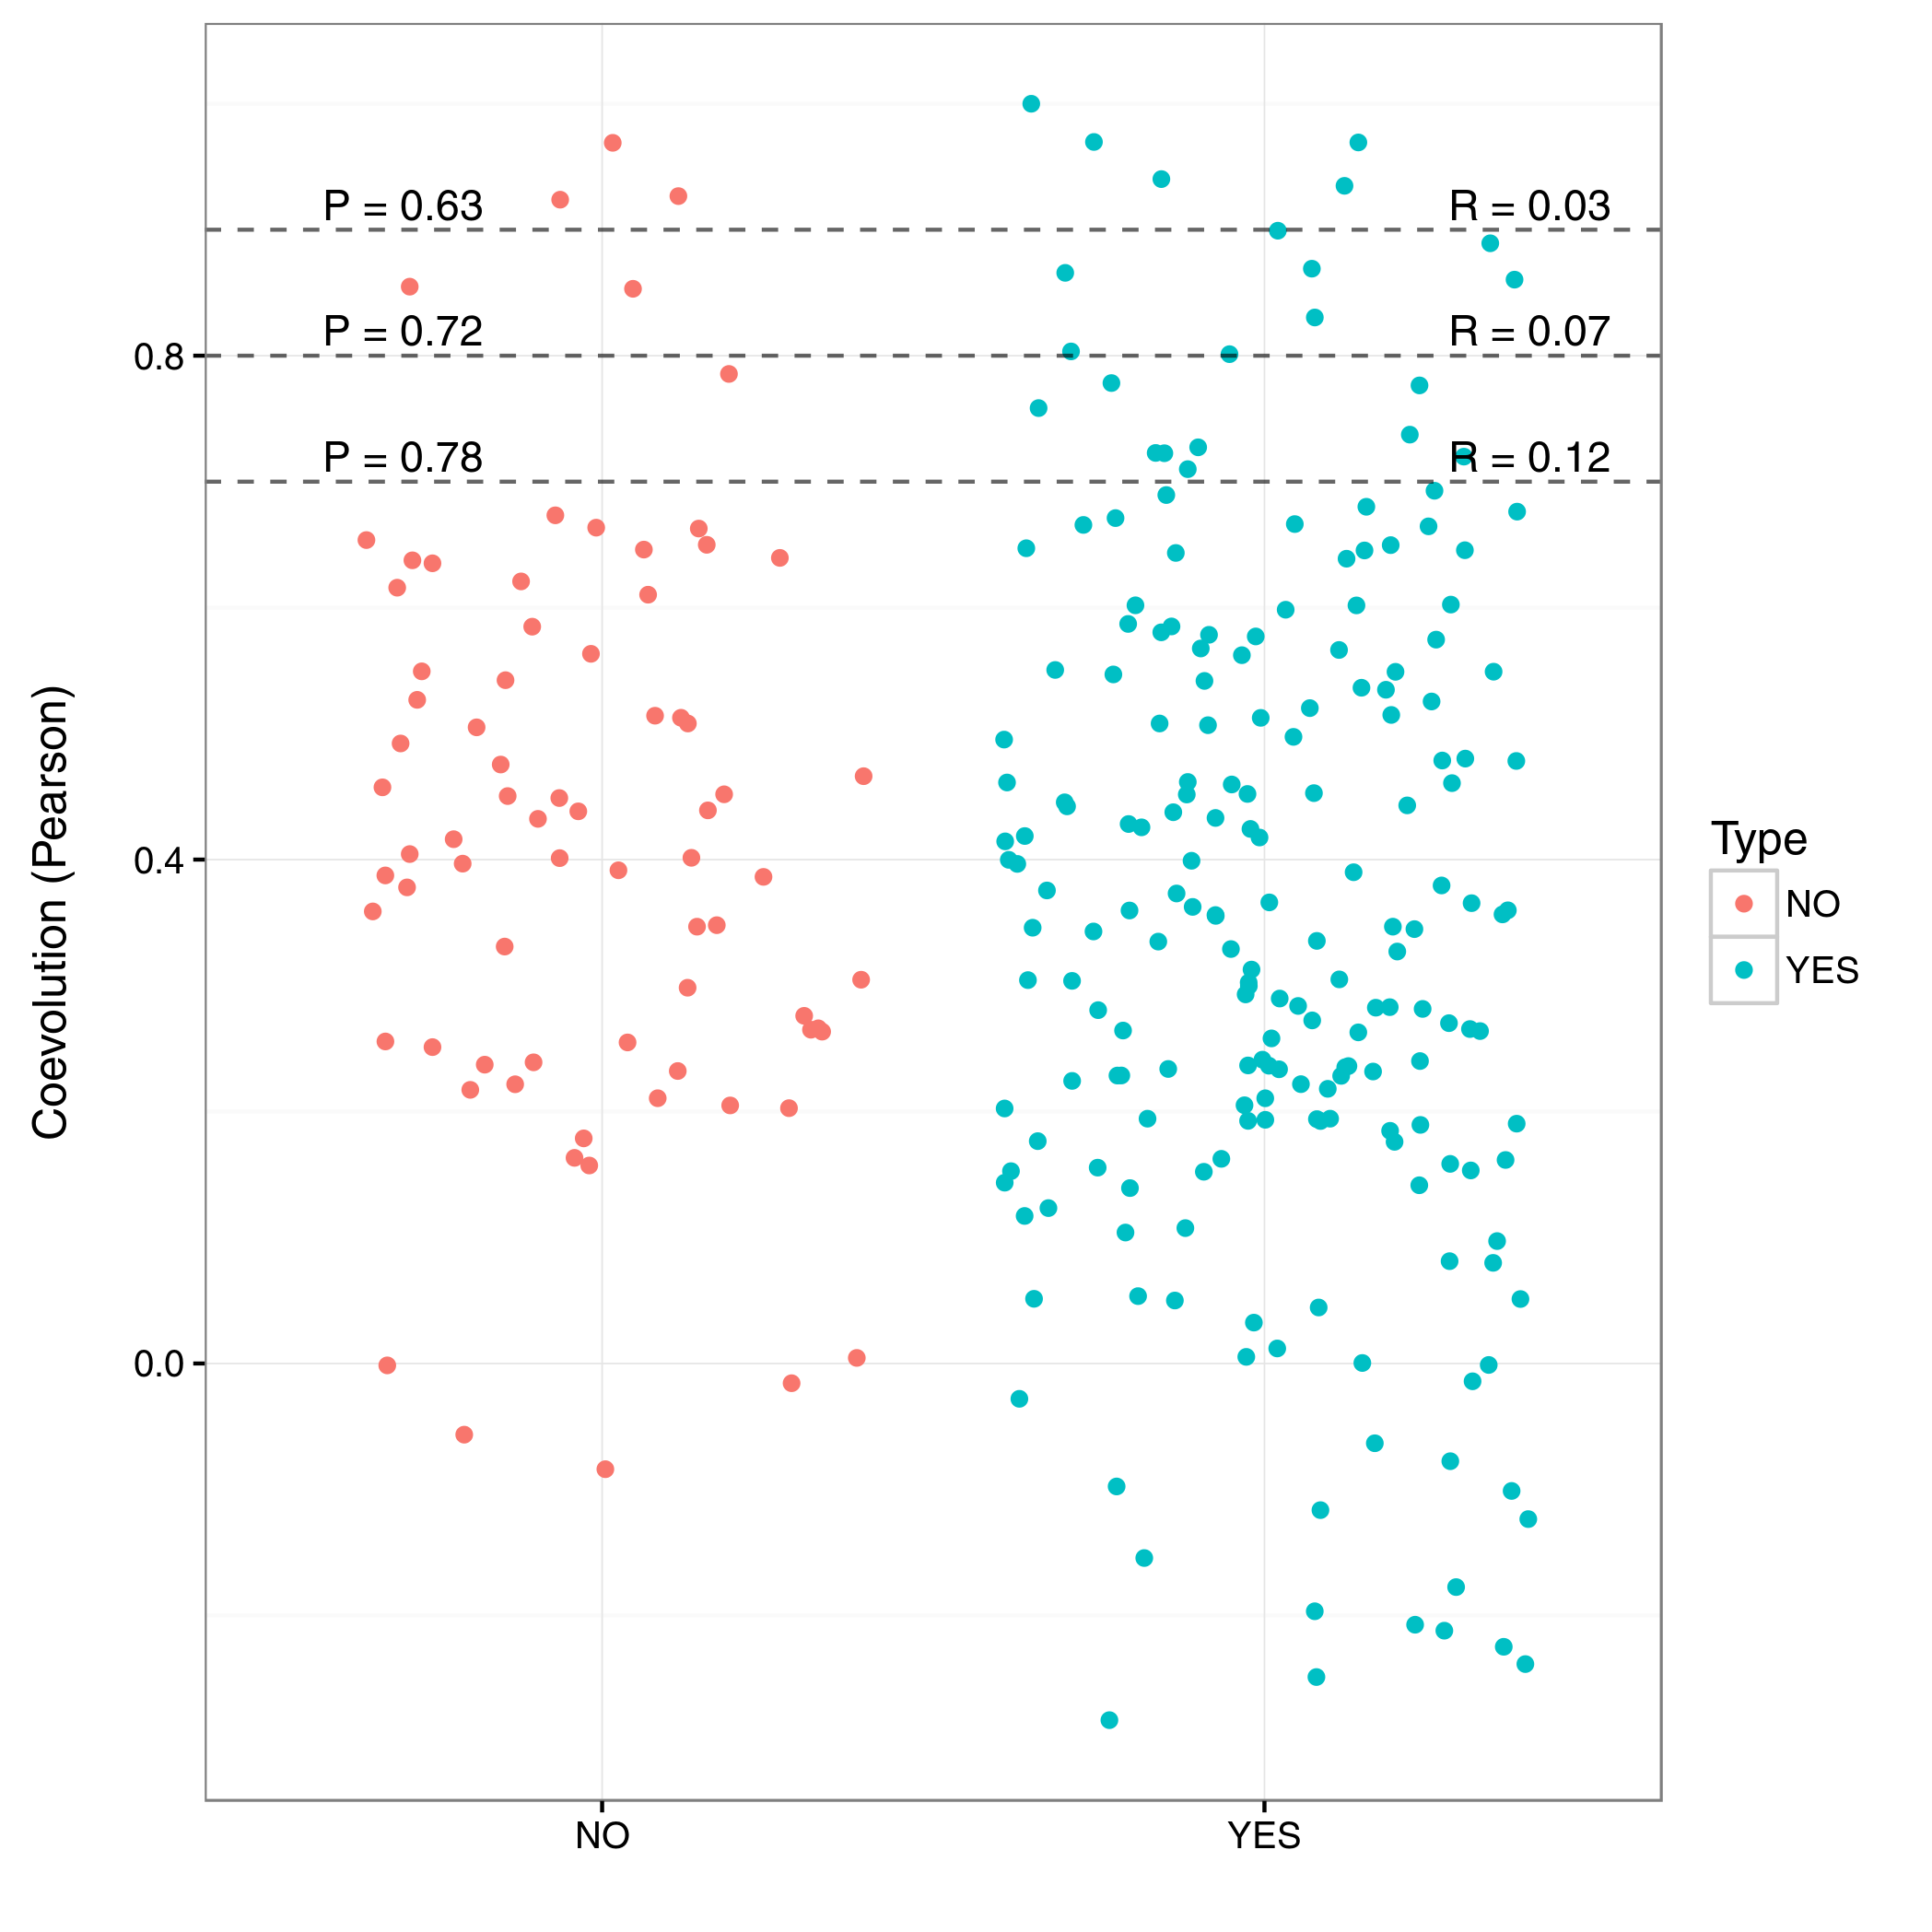 P = 0.63
R = 0.03
0.8
P = 0.72
R = 0.07
P = 0.78
R = 0.12
Coevolution (Pearson)
0.4
0.0
Type
NO
YES
NO
YES